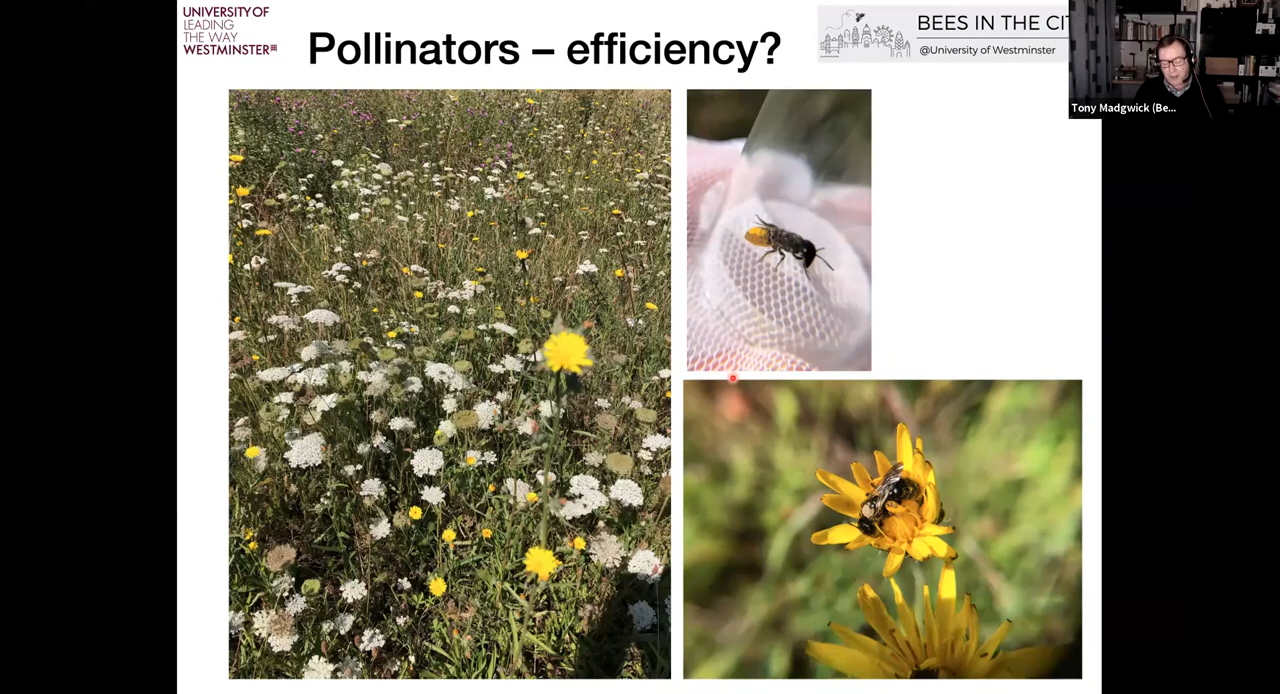 UNIVERSITY OF
LEADING
THE WAY
WESTMINSTER
Pollinators – efficiency?
BEES IN THE CIT
@University of Westminster
Tony Madgwick (Be...